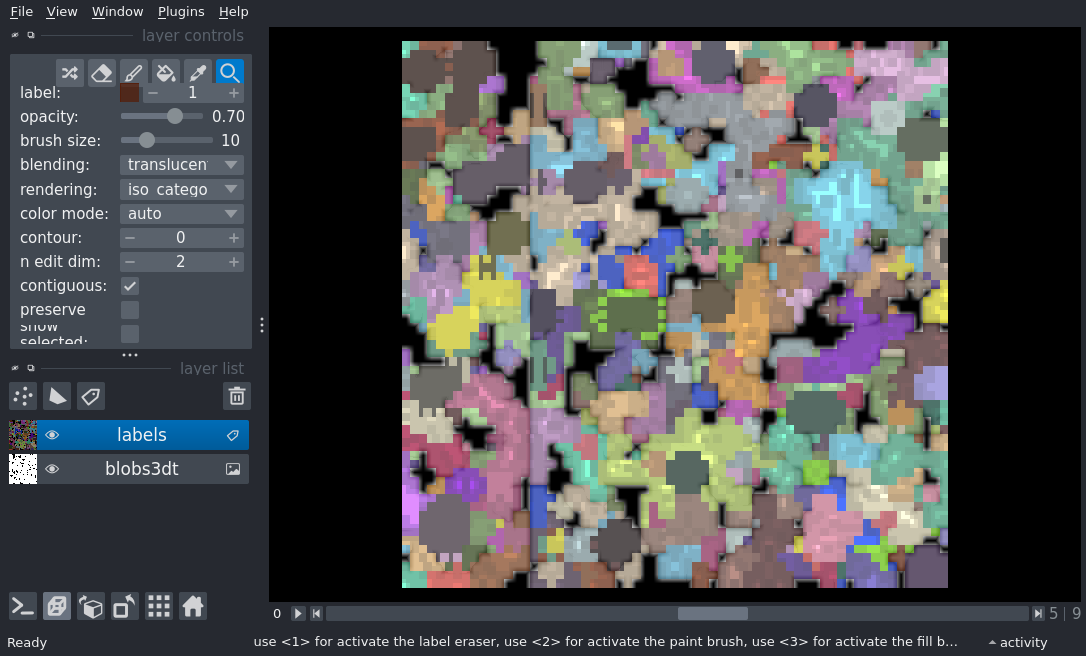 File View Window Plugins Help
layer controls
label: 1
opacity: 0.70
brush size: 10
blending: translucen
rendering: iso_catego
color mode: auto
contour: 0
n edit dim: 2
contiguous:
preserve
show
selected:
layer list
labels
blobs3dt
0 5 | 9
Ready use <1> for activate the label eraser, use <2> for activate the paint brush, use <3> for activate the fill b... activity